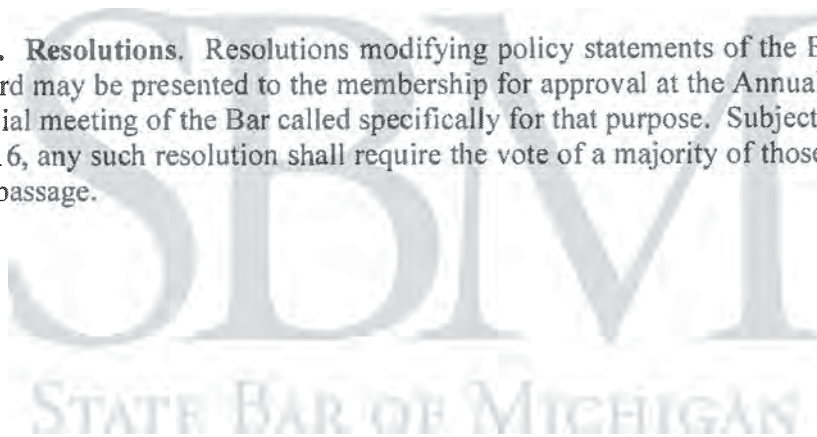 . Resolutions. Resolutions modifying policy statements of the
rd may be presented to the membership for approval at the Annual
ial meeting of the Bar called specifically for that purpose. Subject
6, any such resolution shall require the vote of a majority of those
passage.
SBM
STATE BAR OF MICHIGAN